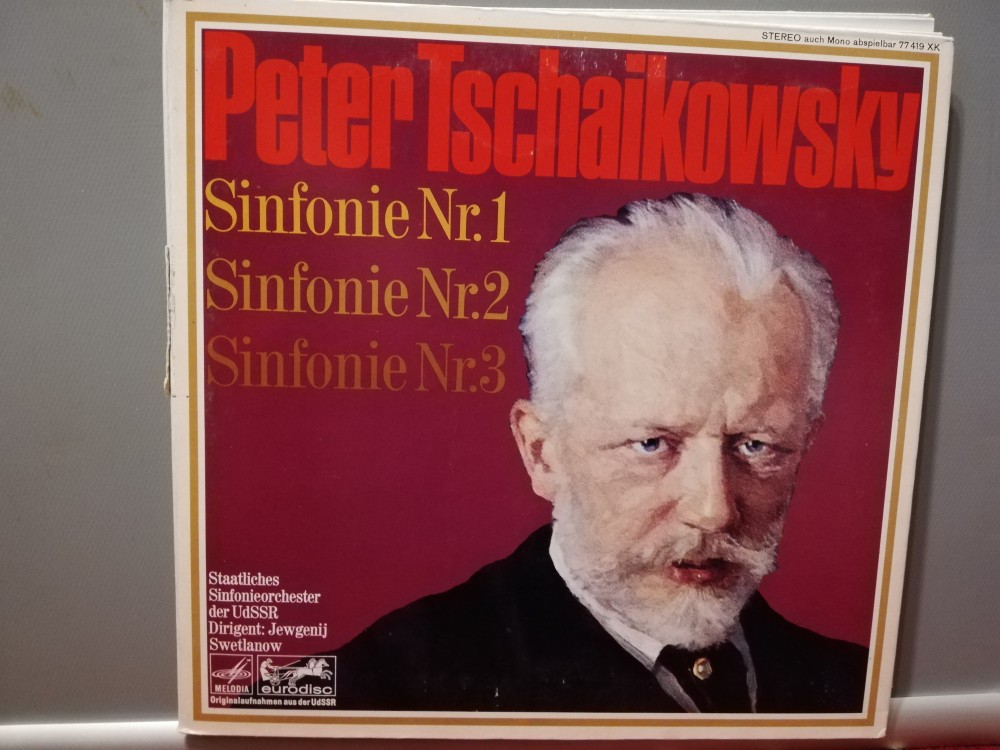 STEREO auch Mono abspielbar 77 419 XK
Peter Tschaikowsky
Sinfonie Nr.1
Sinfonie Nr.2
Sinfonie Nr.3
Staatliches
Sinfonieorchester
der UdSSR
Dirigent: Jewgenij
Swetlanow
MELODIA eurodisc
Originalaufnahmen aus der UdSSR